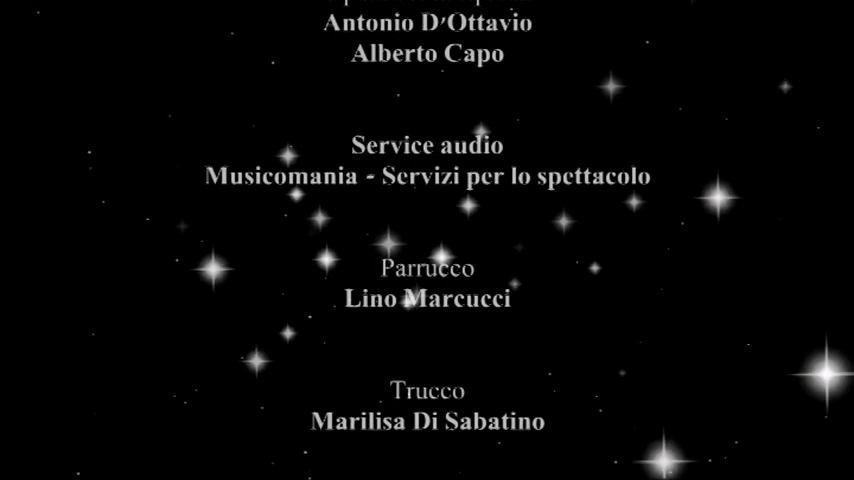 Antonio D'Ottavio
Alberto Capo
Service audio
Musicomania - Servizi per lo spettacolo
Parrucco
Lino Marcucci
Trucco
Marilisa Di Sabatino